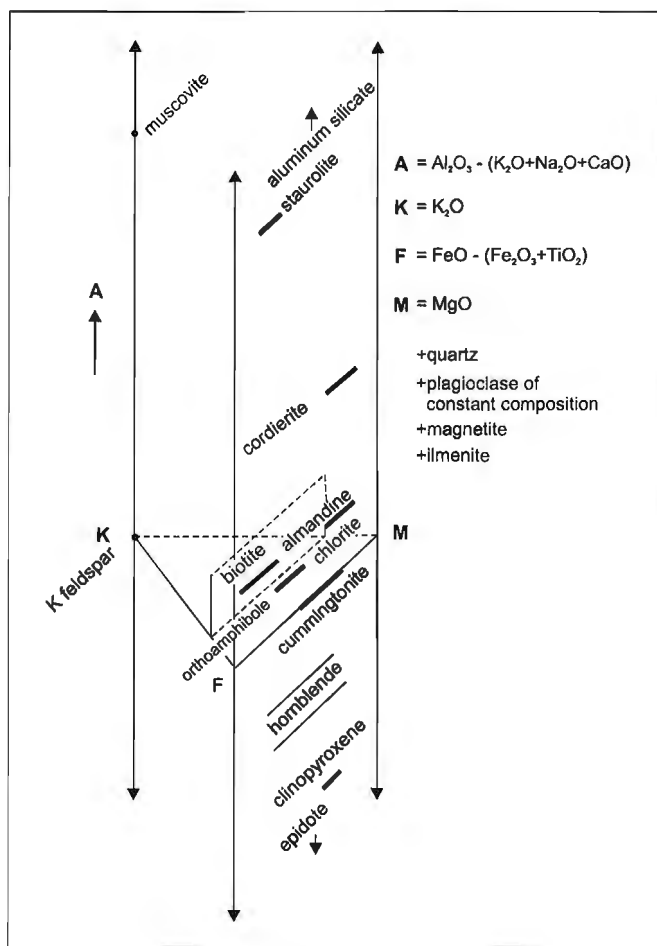 muscovite
aluminum silicate
staurolite
A = Al₂O₃ - (K₂O+Na₂O+CaO)
K = K₂O
F = FeO - (Fe₂O₃+TiO₂)
M = MgO
+quartz
+plagioclase of
constant composition
+magnetite
+ilmenite
A
cordierite
K
M
K feldspar
biotite
almandine
chlorite
orthoamphibole
cummingtonite
F
hornblende
clinopyroxene
epidote